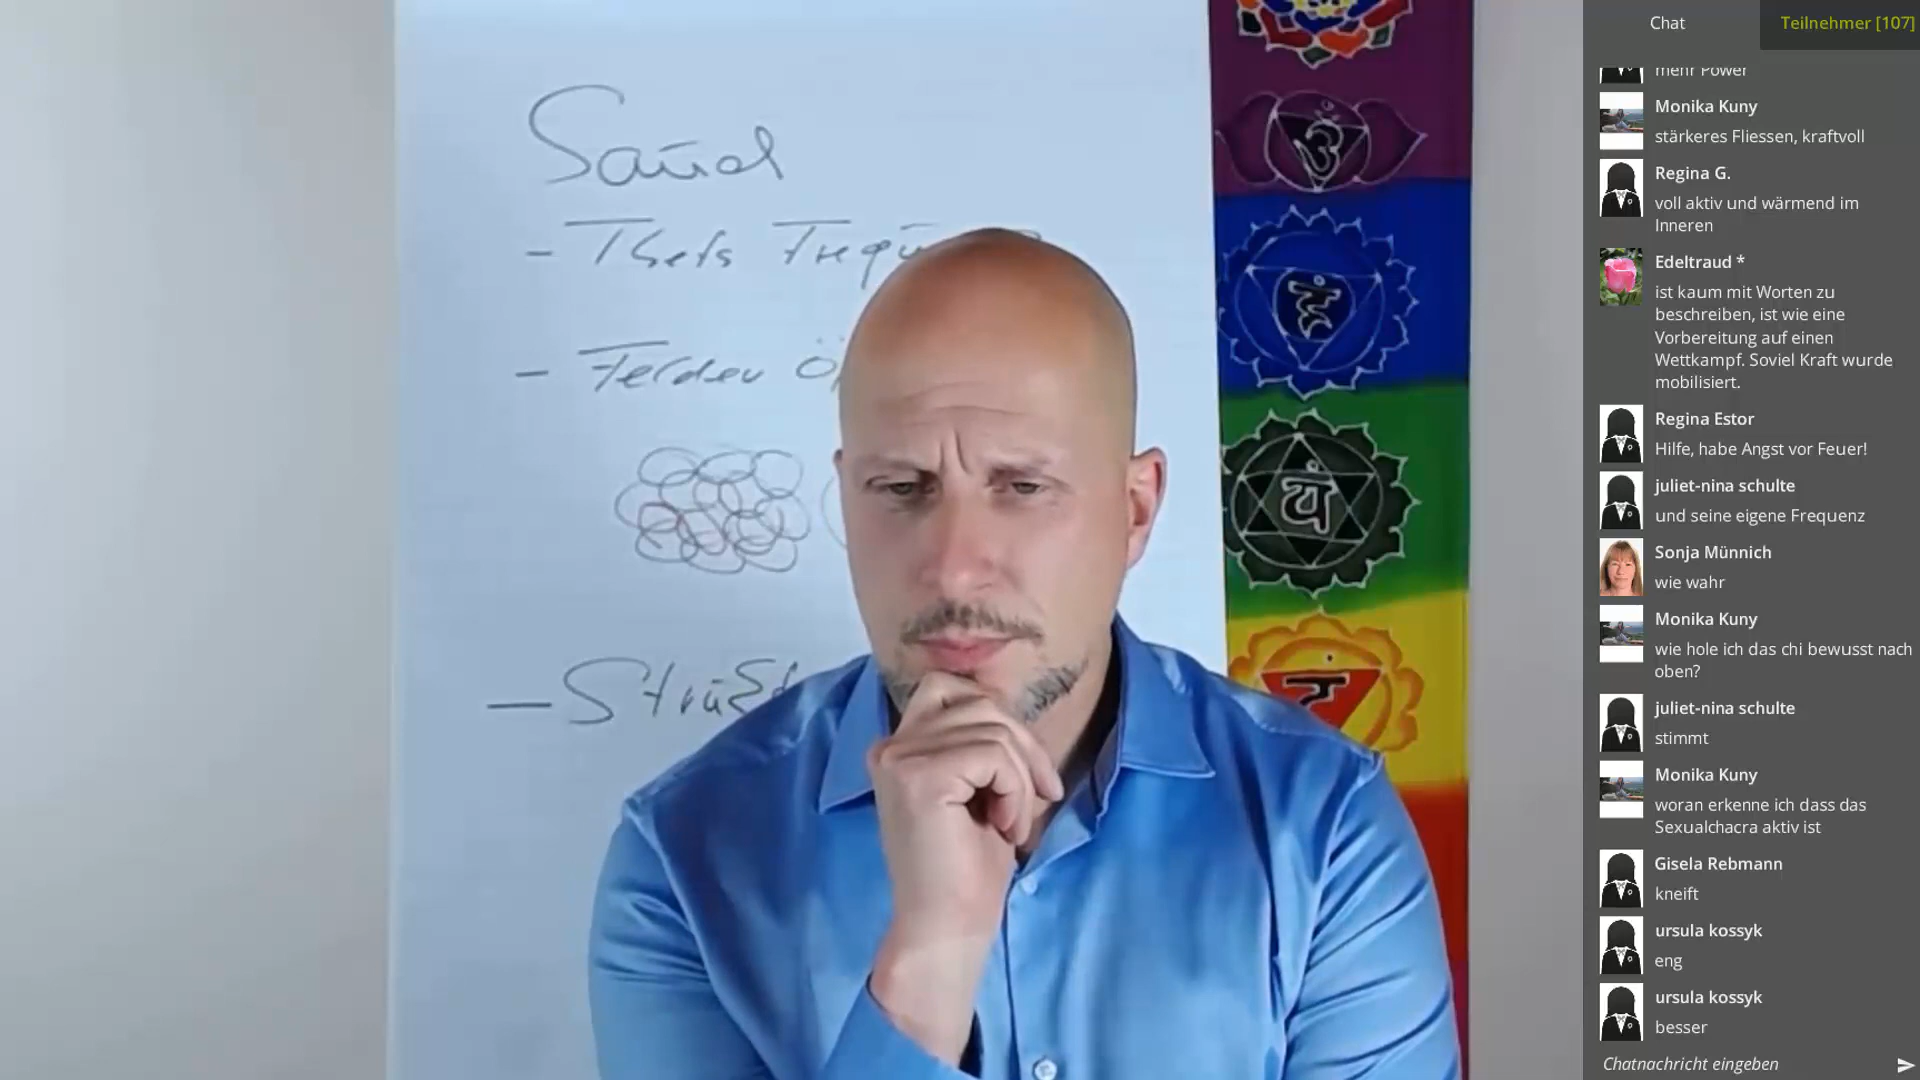 Sound
- Theta
- Felder
Chat
Teilnehmer [107]
mehr Power
Monika Kuny
stärkeres Fliessen, kraftvoll
Regina G.
voll aktiv und wärmend im
Inneren
Edeltraud *
ist kaum mit Worten zu
beschreiben, ist wie eine
Vorbereitung auf einen
Wettkampf. Soviel Kraft wurde
mobilisiert.
Regina Estor
Hilfe, habe Angst vor Feuer!
juliet-nina schulte
und seine eigene Frequenz
Sonja Münnich
wie wahr
Monika Kuny
wie hole ich das chi bewusst nach
oben?
juliet-nina schulte
stimmt
Monika Kuny
woran erkenne ich dass das
Sexualchacra aktiv ist
Gisela Rebmann
kneift
ursula kossyk
eng
ursula kossyk
besser
Chatnachricht eingeben